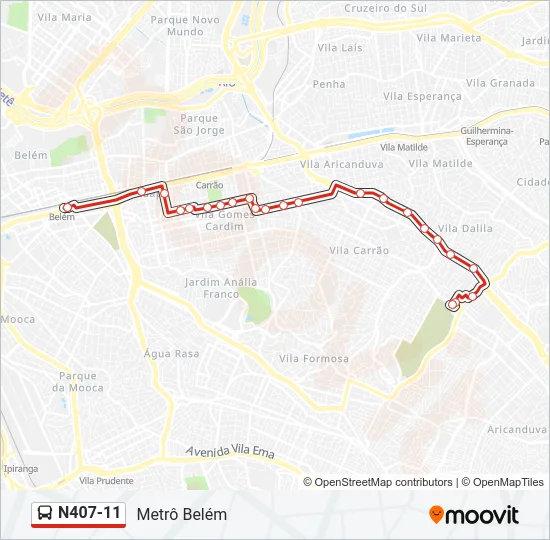 Cruzeiro do Sul
Vila Maria
Parque Novo
Mundo
Vila Marieta
Vila Laís
Jardim
Penha
Vila Granada
Vila Esperança
Parque
São Jorge
Guilhermina-
Esperança
Vila Matilde
Belém
Vila Aricanduva
Vila Matilde
Carrão
Cidade
Belém
Vila Gomes
Cardim
Vila Dalila
Vila Carrão
Jardim Anália
Franco
Mooca
Água Rasa
Vila Formosa
Parque
da Mooca
Aricanduva
Avenida Vila Ema
Ipiranga
Vila Prudente
© OpenStreetMap contributors | © OpenMapTiles
N407-11 Metrô Belém
moovit